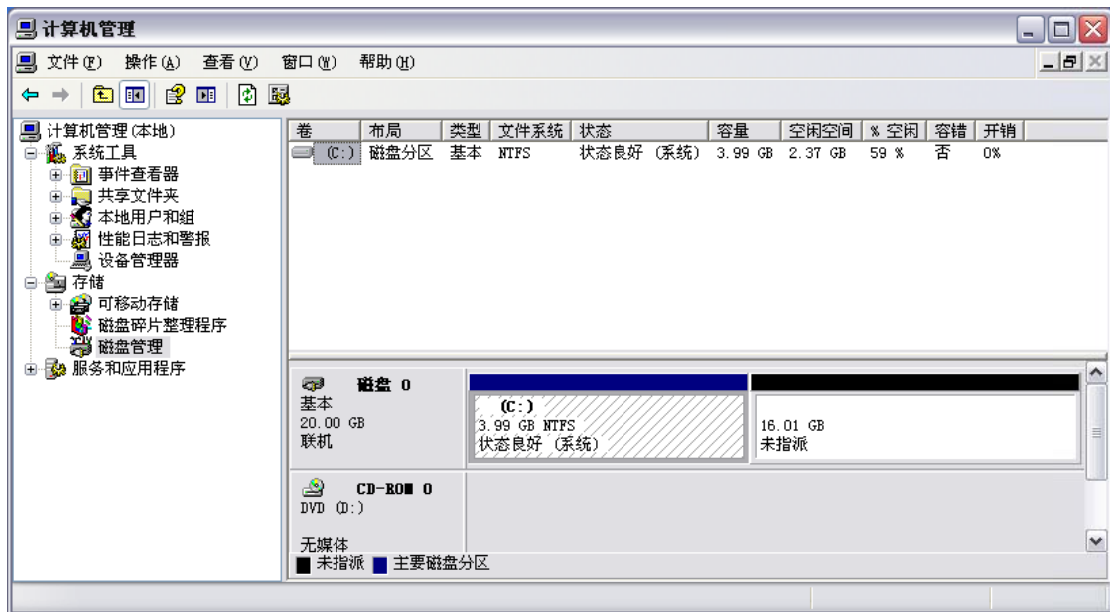 计算机管理
文件(F) 操作(A) 查看(V) 窗口(W) 帮助(H)
计算机管理(本地)
系统工具
事件查看器
共享文件夹
本地用户和组
性能日志和警报
设备管理器
存储
可移动存储
磁盘碎片整理程序
磁盘管理
服务和应用程序
卷 布局 类型 文件系统 状态 容量 空闲空间 % 空闲 容错 开销
(C:) 磁盘分区 基本 NTFS 状态良好 (系统) 3.99 GB 2.37 GB 59 % 否 0%
磁盘 0
基本
20.00 GB
联机
(C:)
3.99 GB NTFS
状态良好 (系统)
16.01 GB
未指派
CD-ROM 0
DVD (D:)
无媒体
未指派 主要磁盘分区